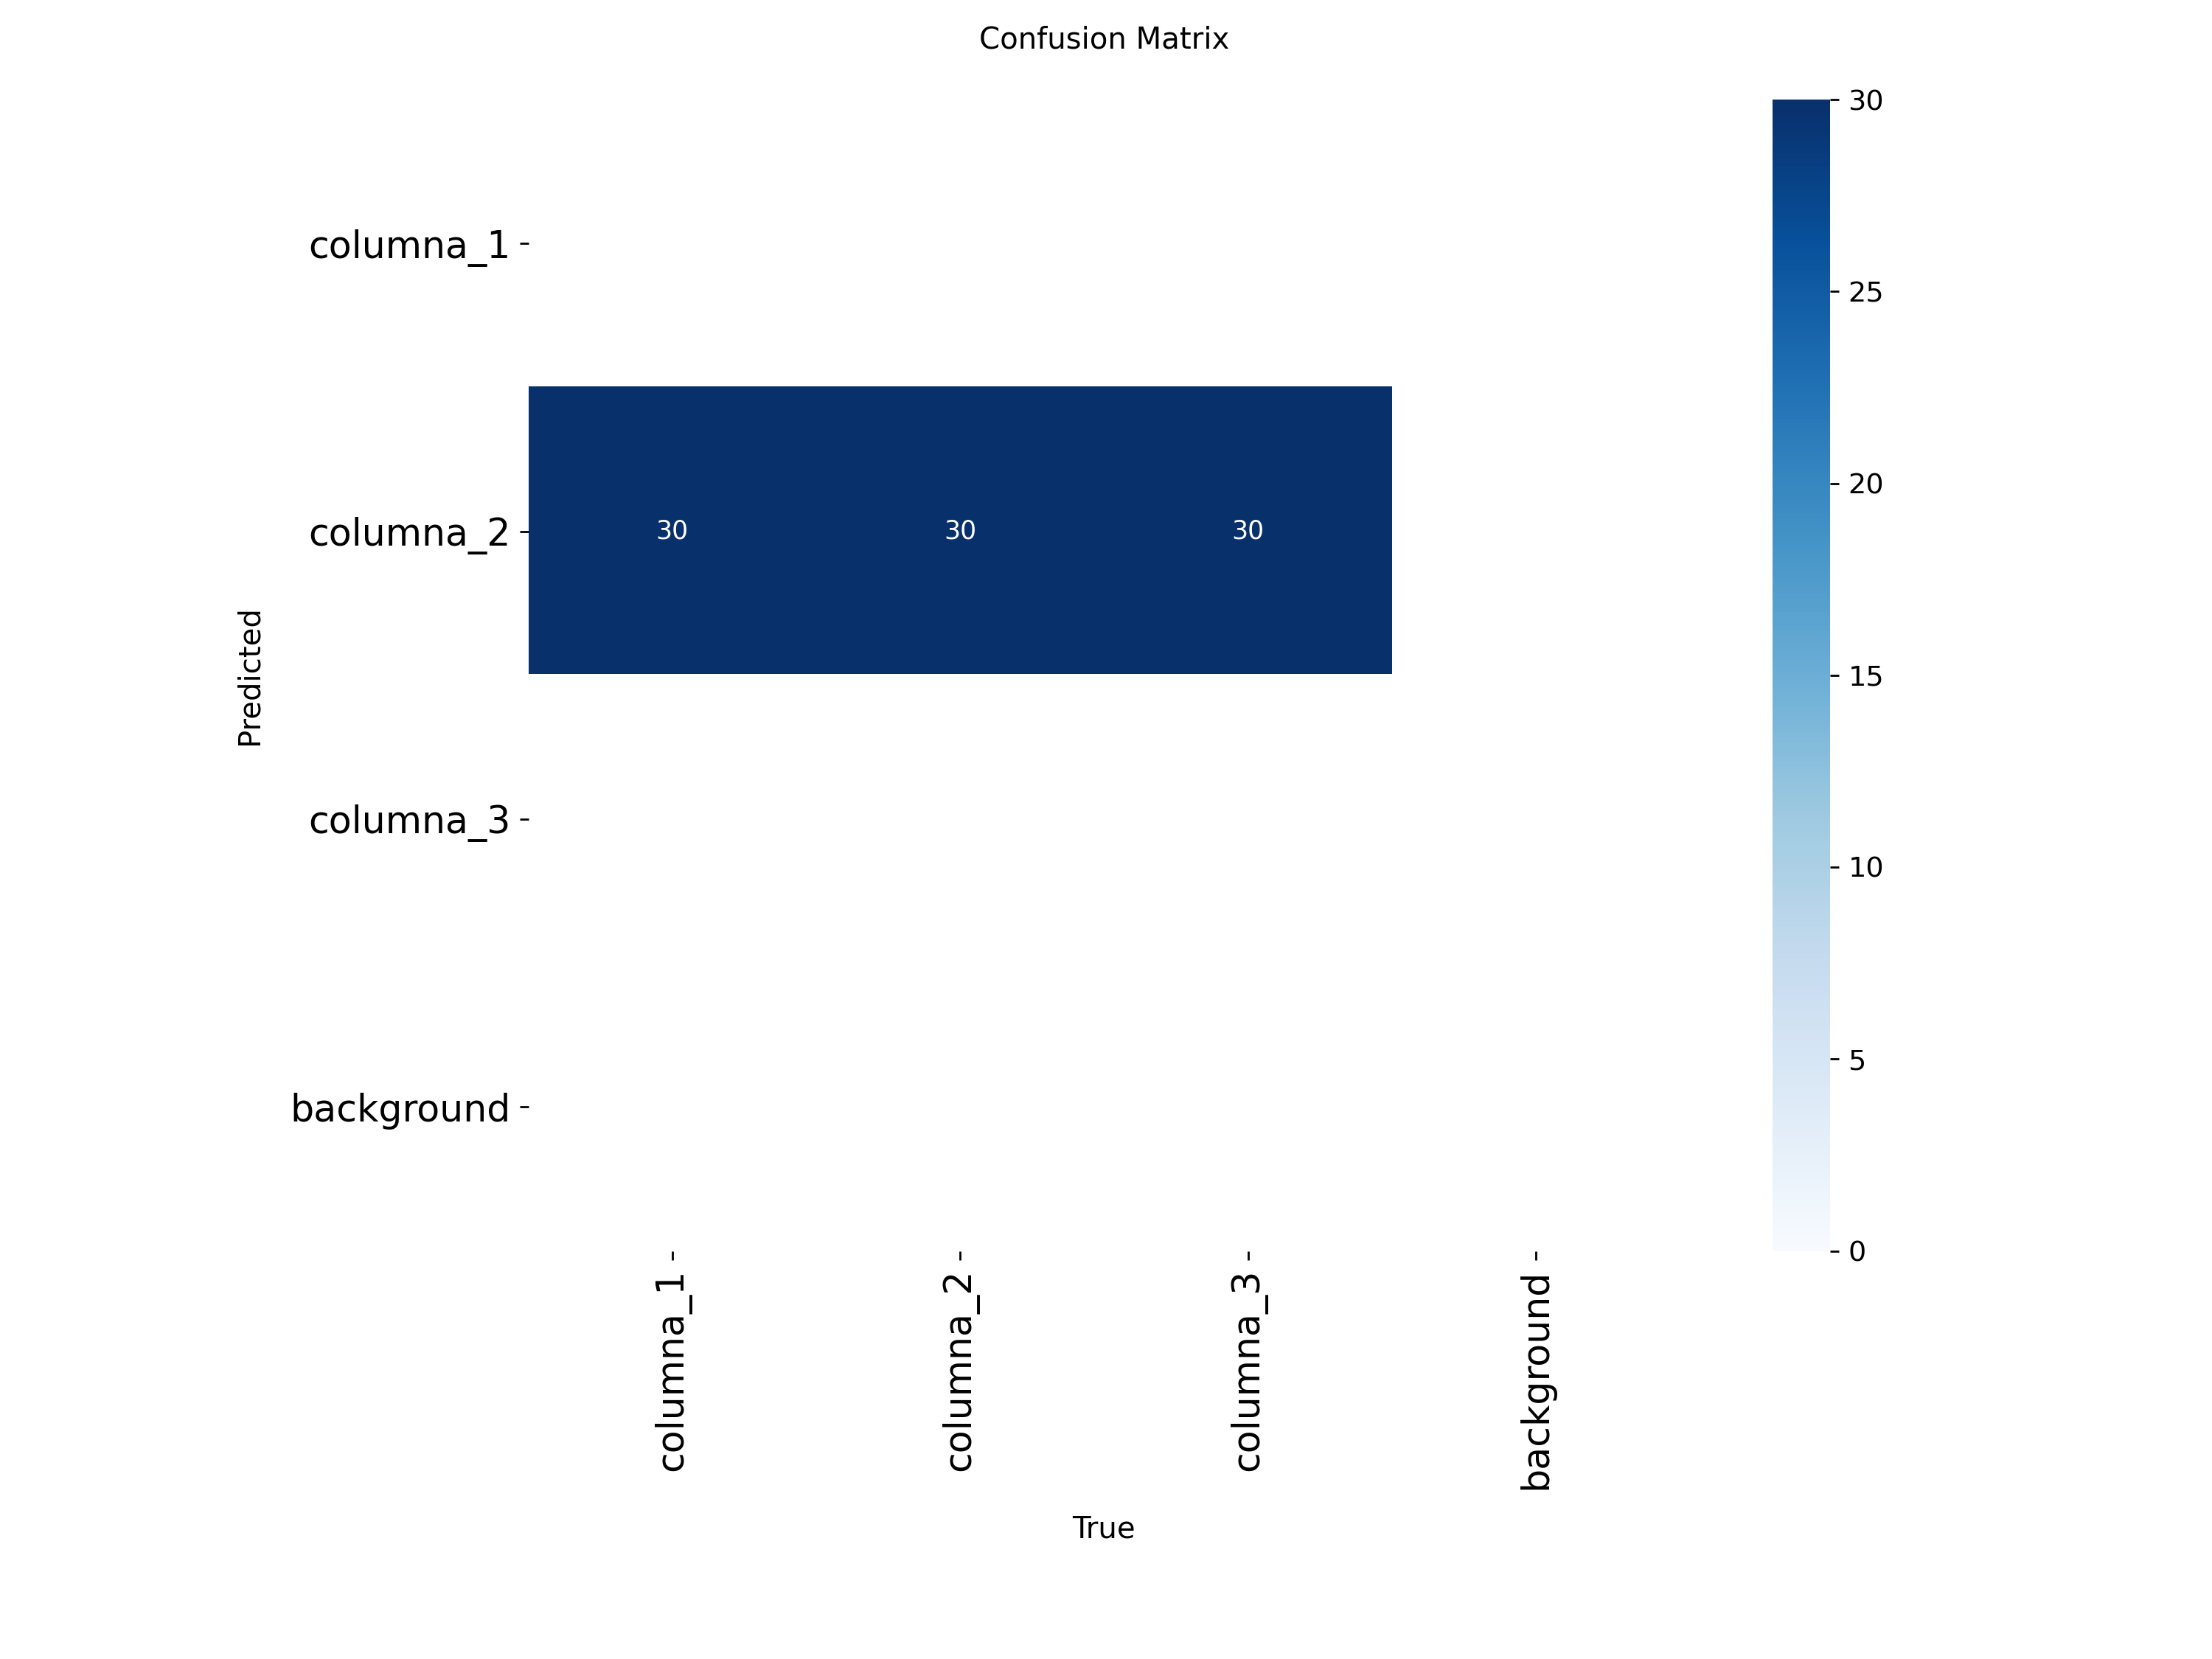 Confusion Matrix
30
columna_1
25
columna_2
30 30 30
20
Predicted
15
columna_3
10
background
5
0
columna_1
columna_2
columna_3
background
True